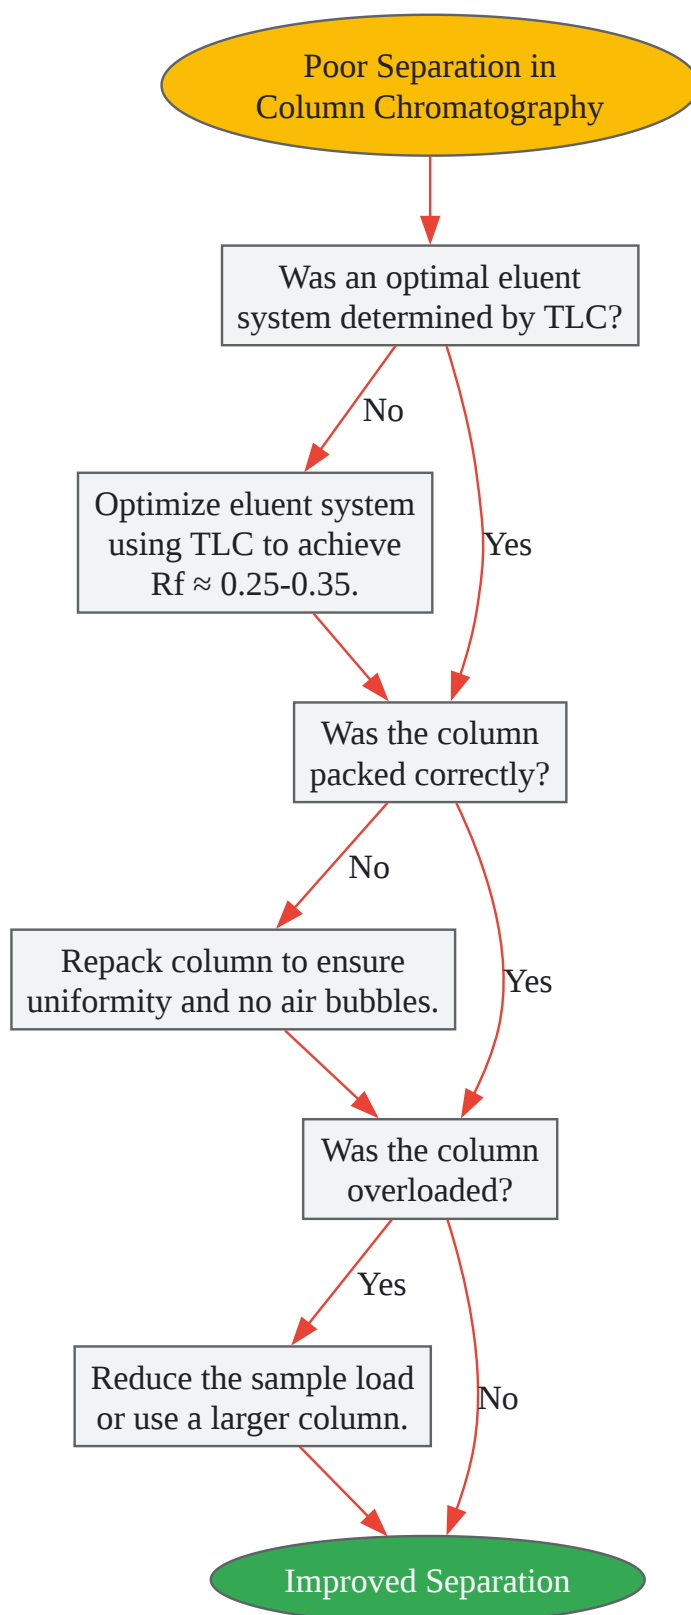 Poor Separation in
Column Chromatography
Was an optimal eluent
system determined by TLC?
No
Optimize eluent system
using TLC to achieve
Rf ≈ 0.25-0.35.
Yes
Was the column
packed correctly?
No
Repack column to ensure
uniformity and no air bubbles.
Yes
Was the column
overloaded?
Yes
Reduce the sample load
or use a larger column.
No
Improved Separation